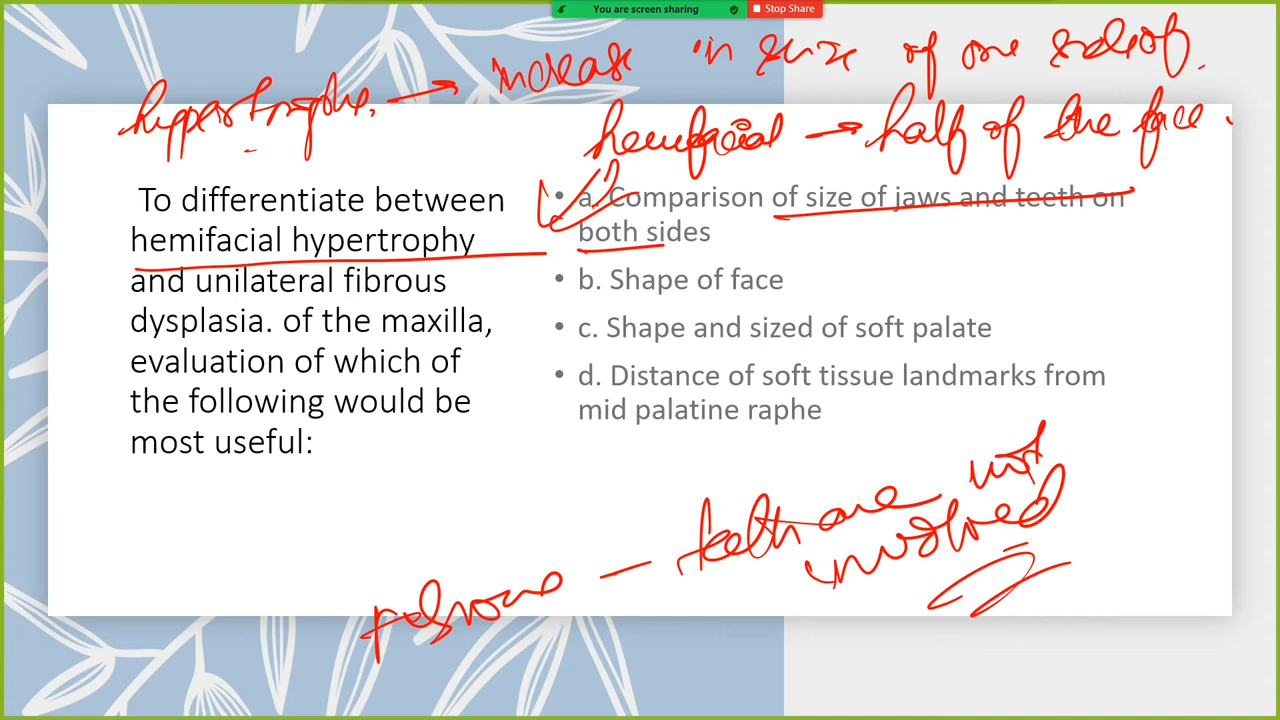 You are screen sharing
Stop Share
hypertrophe. → increase in size of one side of.
hemifacial → half of the face.
To differentiate between
hemifacial hypertrophy
and unilateral fibrous
dysplasia. of the maxilla,
evaluation of which of
the following would be
most useful:
• a. Comparison of size of jaws and teeth on
both sides
• b. Shape of face
• c. Shape and sized of soft palate
• d. Distance of soft tissue landmarks from
mid palatine raphe
fibrous — teeth are not
involved